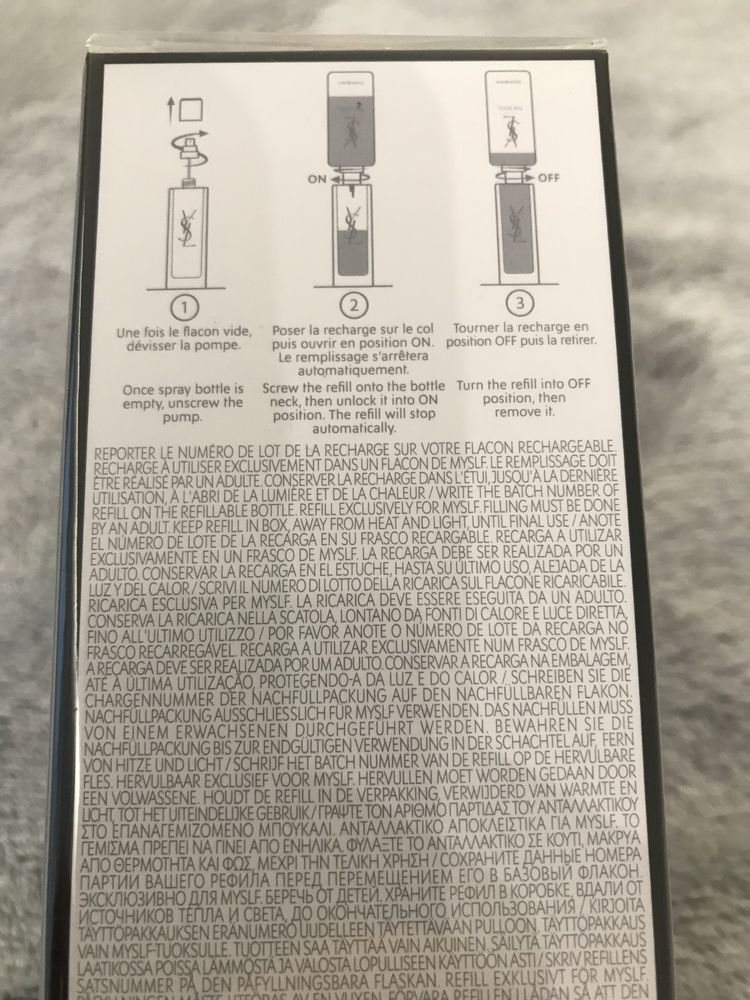 ON
OFF
1
2
3
Une fois le flacon vide,
dévisser la pompe.
Poser la recharge sur le col
puis ouvrir en position ON.
Le remplissage s'arrêtera
automatiquement.
Tourner la recharge en
position OFF puis la retirer.
Once spray bottle is
empty, unscrew the
pump.
Screw the refill onto the bottle
neck, then unlock it into ON
position. The refill will stop
automatically.
Turn the refill into OFF
position, then
remove it.
REPORTER LE NUMÉRO DE LOT DE LA RECHARGE SUR VOTRE FLACON RECHARGEABLE.
RECHARGE À UTILISER EXCLUSIVEMENT DANS UN FLACON DE MYSLF. LE REMPLISSAGE DOIT
ÊTRE RÉALISÉ PAR UN ADULTE. CONSERVER LA RECHARGE DANS L'ÉTUI, JUSQU'À LA DERNIÈRE
UTILISATION, À L'ABRI DE LA LUMIÈRE ET DE LA CHALEUR / WRITE THE BATCH NUMBER OF
REFILL ON THE REFILLABLE BOTTLE. REFILL EXCLUSIVELY FOR MYSLF. FILLING MUST BE DONE
BY AN ADULT. KEEP REFILL IN BOX, AWAY FROM HEAT AND LIGHT, UNTIL FINAL USE / ANOTE
EL NÚMERO DE LOTE DE LA RECARGA EN SU FRASCO RECARGABLE. RECARGA A UTILIZAR
EXCLUSIVAMENTE EN UN FRASCO DE MYSLF. LA RECARGA DEBE SER REALIZADA POR UN
ADULTO. CONSERVAR LA RECARGA EN EL ESTUCHE, HASTA SU ÚLTIMO USO, ALEJADA DE LA
LUZ Y DEL CALOR / SCRIVI IL NUMERO DI LOTTO DELLA RICARICA SUL FLACONE RICARICABILE.
RICARICA ESCLUSIVA PER MYSLF. LA RICARICA DEVE ESSERE ESEGUITA DA UN ADULTO.
CONSERVA LA RICARICA NELLA SCATOLA, LONTANO DA FONTI DI CALORE E LUCE DIRETTA,
FINO ALL'ULTIMO UTILIZZO / POR FAVOR ANOTE O NÚMERO DE LOTE DA RECARGA NO
FRASCO RECARREGÁVEL. RECARGA A UTILIZAR EXCLUSIVAMENTE NUM FRASCO DE MYSLF.
A RECARGA DEVE SER REALIZADA POR UM ADULTO. CONSERVAR A RECARGA NA EMBALAGEM,
ATÉ À ÚLTIMA UTILIZAÇÃO, PROTEGENDO-A DA LUZ E DO CALOR / SCHREIBEN SIE DIE
CHARGENNUMMER DER NACHFÜLLPACKUNG AUF DEN NACHFÜLLBAREN FLAKON.
NACHFÜLLPACKUNG AUSSCHLIESSLICH FÜR MYSLF VERWENDEN. DAS NACHFÜLLEN MUSS
VON EINEM ERWACHSENEN DURCHGEFÜHRT WERDEN. BEWAHREN SIE DIE
NACHFÜLLPACKUNG BIS ZUR ENDGÜLTIGEN VERWENDUNG IN DER SCHACHTEL AUF, FERN
VON HITZE UND LICHT / SCHRIJF HET BATCH NUMMER VAN DE REFILL OP DE HERVULBARE
FLES. HERVULBAAR EXCLUSIEF VOOR MYSLF. HERVULLEN MOET WORDEN GEDAAN DOOR
EEN VOLWASSENE. HOUDT DE REFILL IN DE VERPAKKING, VERWIJDERD VAN WARMTE EN
LICHT, TOT HET UITEINDELIJKE GEBRUIK / ΓΡΑΨΤΕ ΤΟΝ ΑΡΙΘΜΟ ΠΑΡΤΙΔΑΣ ΤΟΥ ΑΝΤΑΛΛΑΚΤΙΚΟΥ
ΣΤΟ ΕΠΑΝΑΓΕΜΙΖΟΜΕΝΟ ΜΠΟΥΚΑΛΙ. ΑΝΤΑΛΛΑΚΤΙΚΟ ΑΠΟΚΛΕΙΣΤΙΚΑ ΓΙΑ MYSLF. ΤΟ
ΓΕΜΙΣΜΑ ΠΡΕΠΕΙ ΝΑ ΓΙΝΕΙ ΑΠΟ ΕΝΗΛΙΚΑ. ΦΥΛΑΞΤΕ ΤΟ ΑΝΤΑΛΛΑΚΤΙΚΟ ΣΕ ΚΟΥΤΙ, ΜΑΚΡΥΑ
ΑΠΟ ΘΕΡΜΟΤΗΤΑ ΚΑΙ ΦΩΣ, ΜΕΧΡΙ ΤΗΝ ΤΕΛΙΚΗ ΧΡΗΣΗ / СОХРАНИТЕ ДАННЫЕ НОМЕРА
ПАРТИИ ВАШЕГО РЕФИЛА ПЕРЕД ПЕРЕМЕЩЕНИЕМ ЕГО В БАЗОВЫЙ ФЛАКОН.
ЭКСКЛЮЗИВНО ДЛЯ MYSLF. БЕРЕЧЬ ОТ ДЕТЕЙ. ХРАНИТЕ РЕФИЛ В КОРОБКЕ, ВДАЛИ ОТ
ИСТОЧНИКОВ ТЕПЛА И СВЕТА, ДО ОКОНЧАТЕЛЬНОГО ИСПОЛЬЗОВАНИЯ / KIRJOITA
TÄYTTÖPAKKAUKSEN ERÄNUMERO UUDELLEEN TÄYTETTÄVÄÄN PULLOON. TÄYTTÖPAKKAUS
VAIN MYSLF-TUOKSULLE. TUOTTEEN SAA TÄYTTÄÄ VAIN AIKUINEN. SÄILYTÄ TÄYTTÖPAKKAUS
LAATIKOSSA POISSA LÄMMÖSTÄ JA VALOSTA LOPULLISEEN KÄYTTÖÖN ASTI / SKRIV REFILLENS
SATSNUMMER PÅ DEN PÅFYLLNINGSBARA FLASKAN. REFILL EXKLUSIVT FÖR MYSLF.
PÅFYLLNINGEN MÅSTE UTFÖRAS AV EN VUXEN. FÖRVARA REFILLEN I LÅDAN SÅ ATT DEN